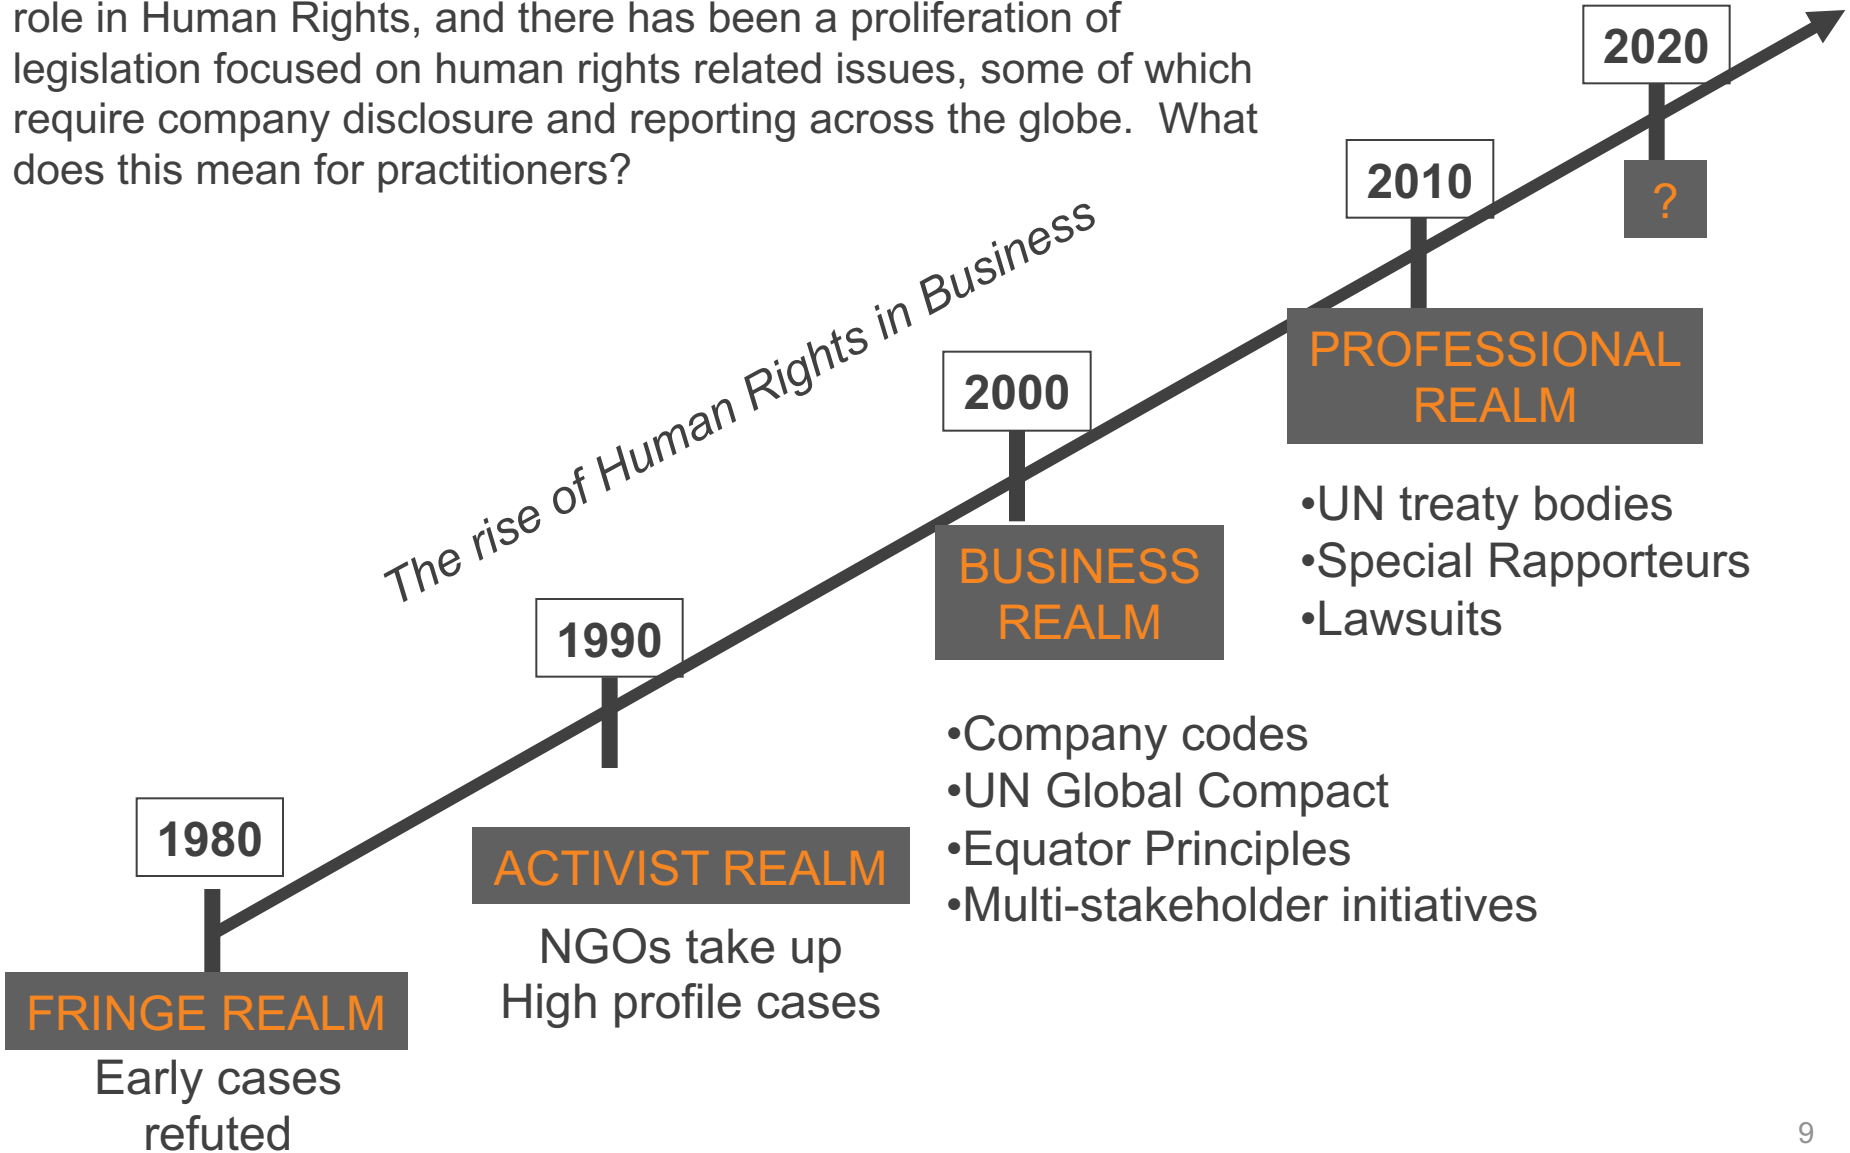 role in Human Rights, and there has been a proliferation of
legislation focused on human rights related issues, some of which
require company disclosure and reporting across the globe.  What
does this mean for practitioners?
The rise of Human Rights in Business
1980
FRINGE REALM
Early cases
refuted
1990
ACTIVIST REALM
NGOs take up
High profile cases
2000
BUSINESS
REALM
•Company codes
•UN Global Compact
•Equator Principles
•Multi-stakeholder initiatives
2010
PROFESSIONAL
REALM
•UN treaty bodies
•Special Rapporteurs
•Lawsuits
2020
?
9